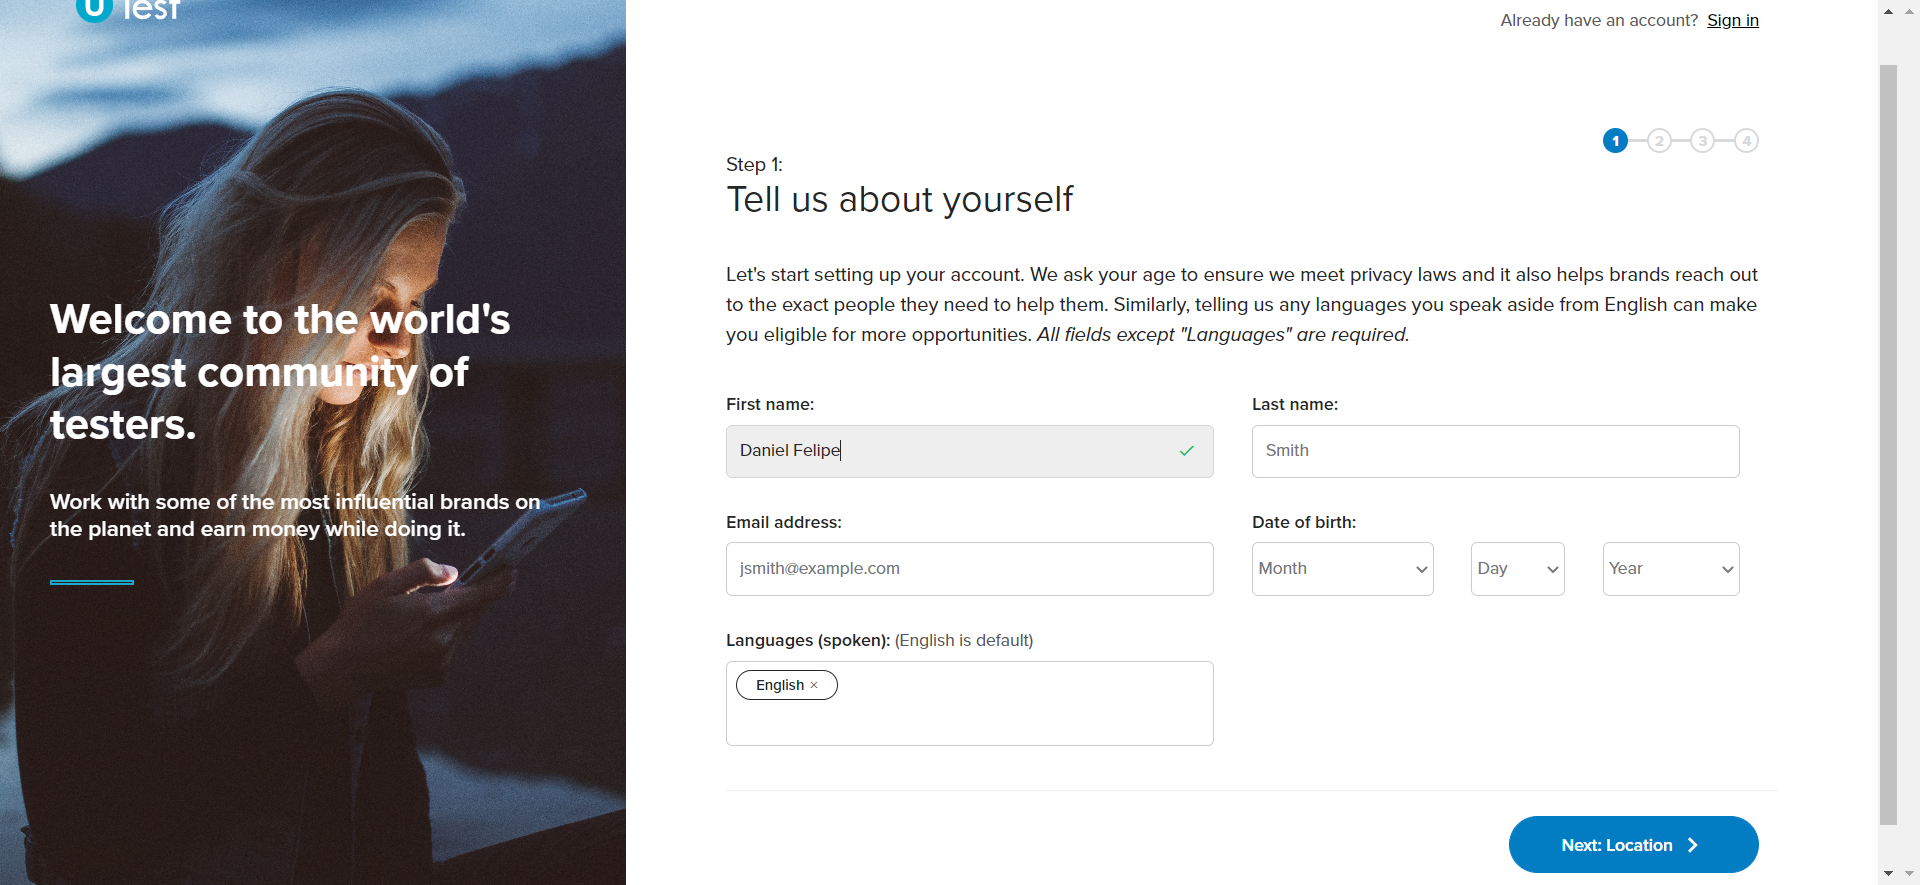 U Test
Welcome to the world's
largest community of
testers.
Work with some of the most influential brands on
the planet and earn money while doing it.
Already have an account? Sign in
1 2 3 4
Step 1:
Tell us about yourself
Let's start setting up your account. We ask your age to ensure we meet privacy laws and it also helps brands reach out
to the exact people they need to help them. Similarly, telling us any languages you speak aside from English can make
you eligible for more opportunities. All fields except "Languages" are required.
First name:
Daniel Felipe
Last name:
Smith
Email address:
jsmith@example.com
Date of birth:
Month
Day
Year
Languages (spoken): (English is default)
English ×
Next: Location